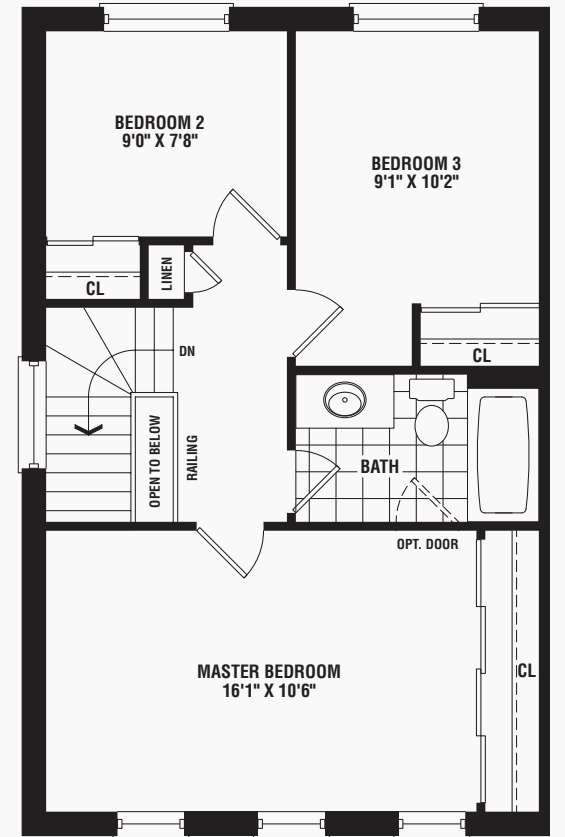 BEDROOM 2
9'0" X 7'8"
BEDROOM 3
9'1" X 10'2"
LINEN
CL
DN
CL
OPEN TO BELOW
RAILING
BATH
OPT. DOOR
MASTER BEDROOM
16'1" X 10'6"
CL